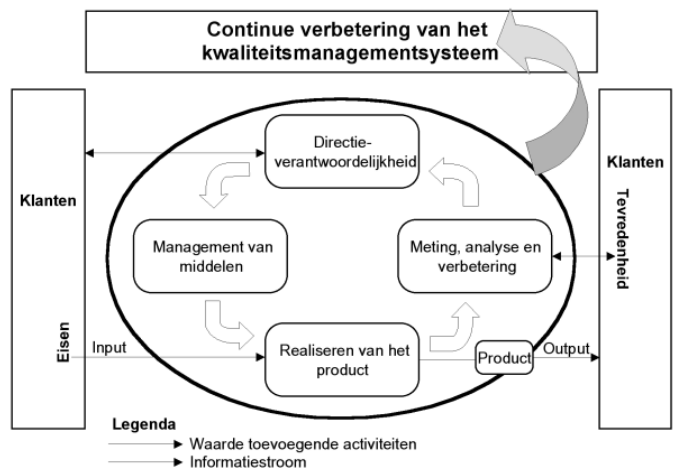 Continue verbetering van het
kwaliteitsmanagementsysteem
Klanten
Eisen
Directie-
verantwoordelijkheid
Management van
middelen
Meting, analyse en
verbetering
Realiseren van het
product
Input
Product
Output
Klanten
Tevredenheid
Legenda
Waarde toevoegende activiteiten
Informatiestroom